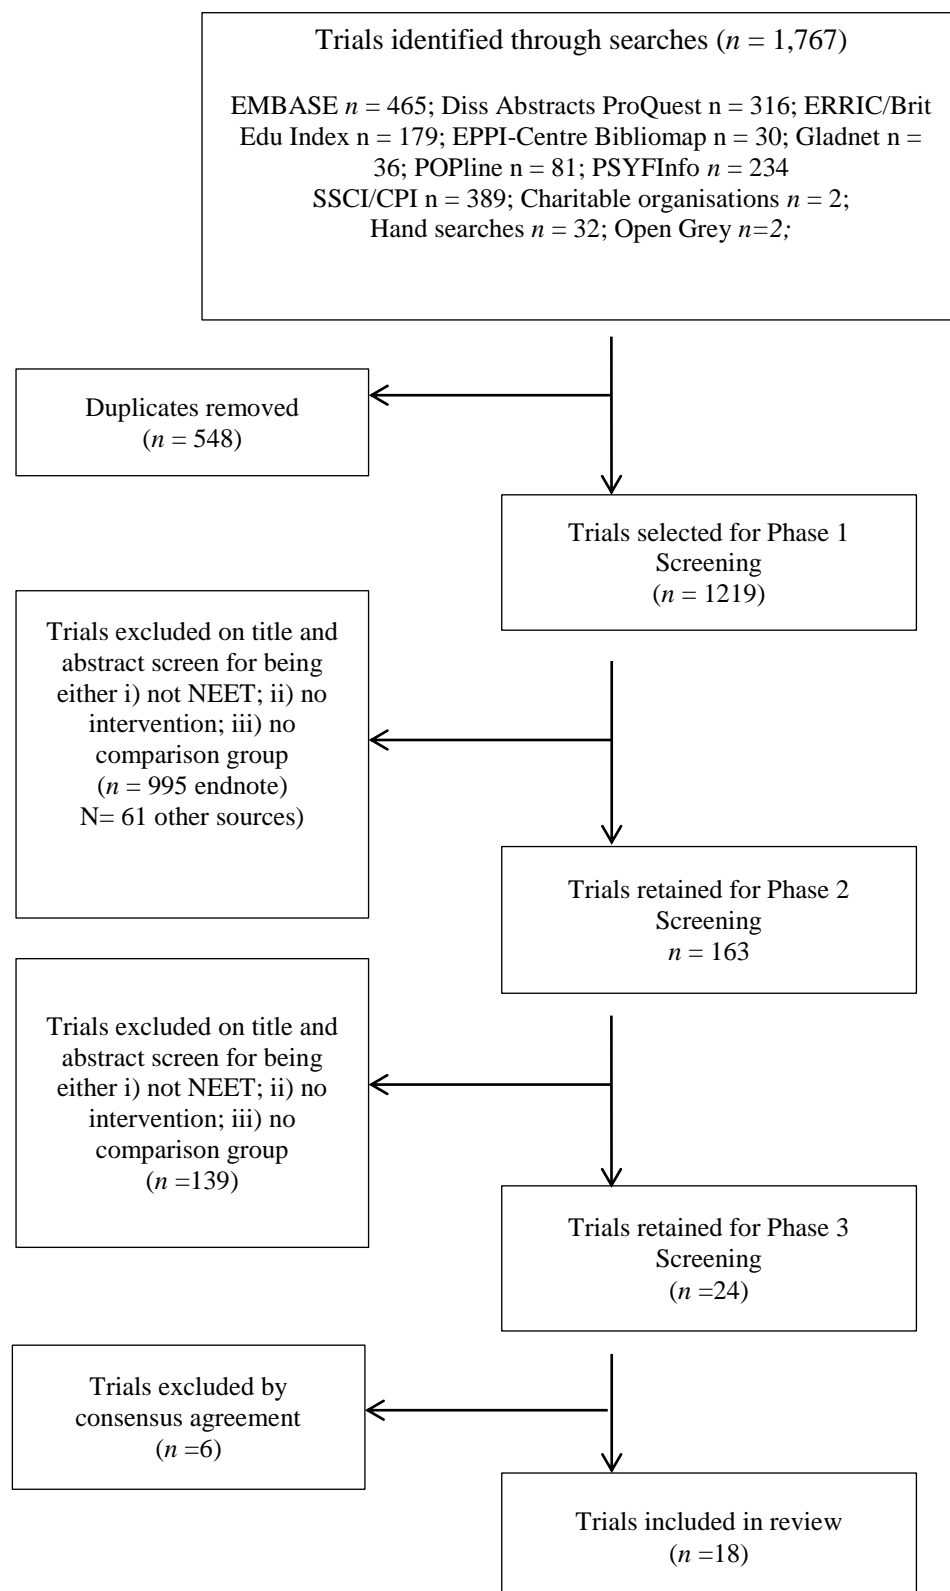 Trials identified through searches (n = 1,767)
EMBASE n = 465; Diss Abstracts ProQuest n = 316; ERRIC/Brit
Edu Index n = 179; EPPI-Centre Bibliomap n = 30; Gladnet n =
36; POPline n = 81; PSYFInfo n = 234
SSCI/CPI n = 389; Charitable organisations n = 2;
Hand searches n = 32; Open Grey n=2;
Duplicates removed
(n = 548)
Trials selected for Phase 1
Screening
(n = 1219)
Trials excluded on title and
abstract screen for being
either i) not NEET; ii) no
intervention; iii) no
comparison group
(n = 995 endnote)
N= 61 other sources)
Trials retained for Phase 2
Screening
n = 163
Trials excluded on title and
abstract screen for being
either i) not NEET; ii) no
intervention; iii) no
comparison group
(n =139)
Trials retained for Phase 3
Screening
(n =24)
Trials excluded by
consensus agreement
(n =6)
Trials included in review
(n =18)